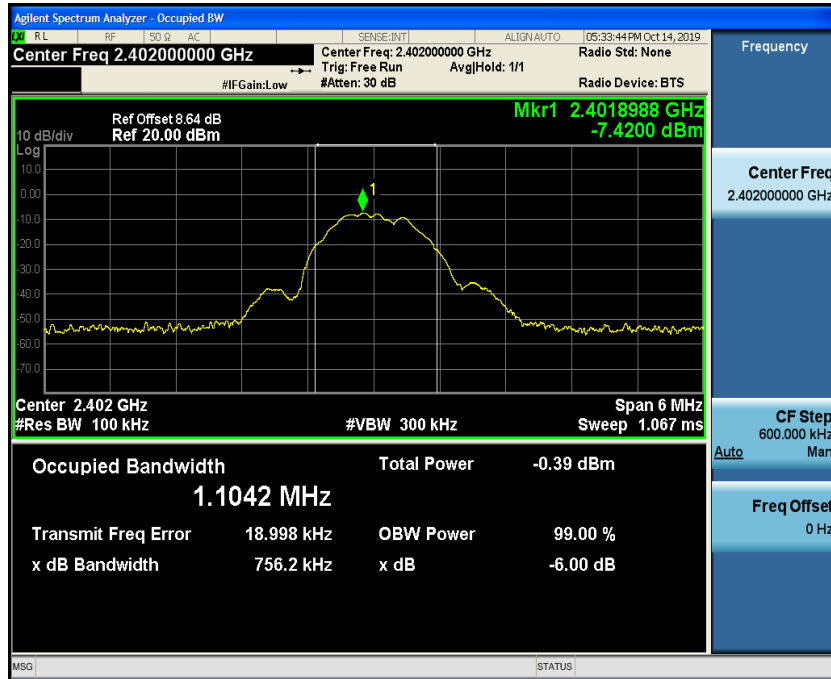 Agilent Spectrum Analyzer - Occupied BW
LXI RL RF 50 Ω AC SENSE:INT ALIGN AUTO 05:33:44 PM Oct 14, 2019
Center Freq 2.402000000 GHz Center Freq: 2.402000000 GHz Radio Std: None
Trig: Free Run Avg|Hold: 1/1
#IFGain:Low #Atten: 30 dB Radio Device: BTS
Ref Offset 8.64 dB Mkr1 2.4018988 GHz
10 dB/div Ref 20.00 dBm -7.4200 dBm
Log
10.0
1
0.00
-10.0
-20.0
-30.0
-40.0
-50.0
-60.0
-70.0
Center 2.402 GHz Span 6 MHz
#Res BW 100 kHz #VBW 300 kHz Sweep 1.067 ms
Occupied Bandwidth Total Power -0.39 dBm
1.1042 MHz
Transmit Freq Error 18.998 kHz OBW Power 99.00 %
x dB Bandwidth 756.2 kHz x dB -6.00 dB
MSG STATUS
Frequency
Center Freq
2.402000000 GHz
CF Step
600.000 kHz
Auto Man
Freq Offset
0 Hz